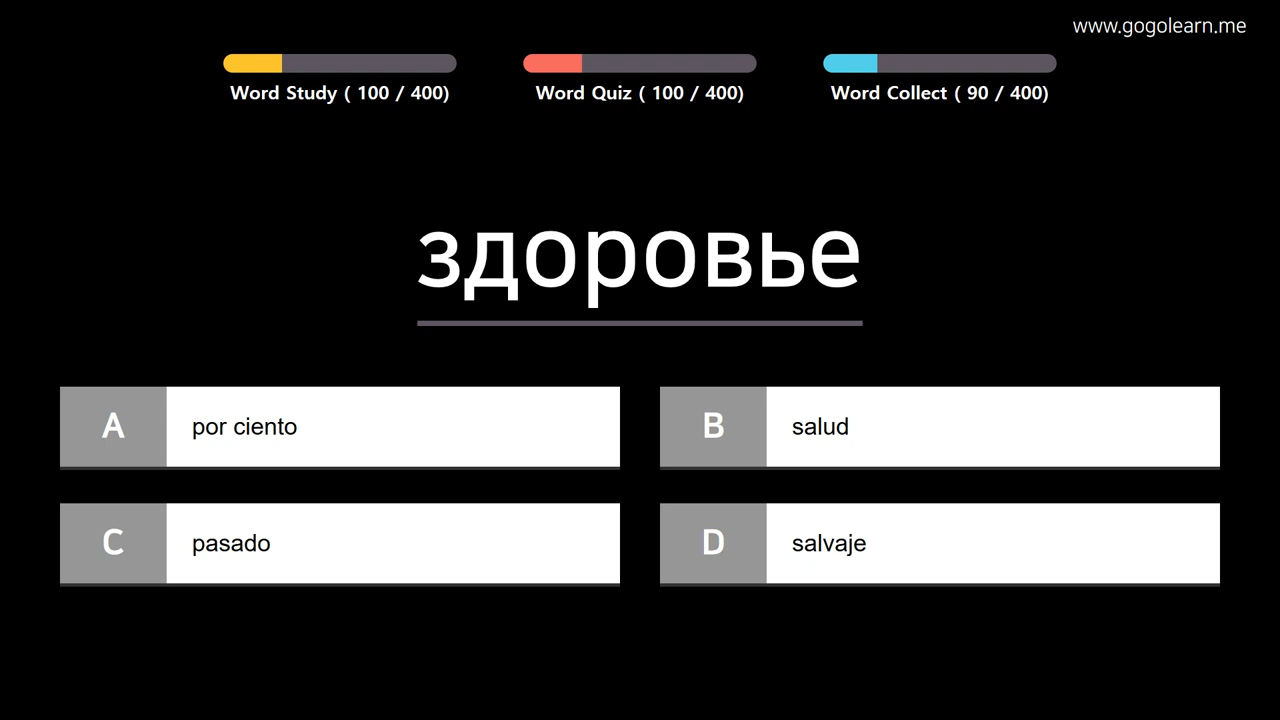 www.gogolearn.me
Word Study ( 100 / 400)
Word Quiz ( 100 / 400)
Word Collect ( 90 / 400)
здоровье
A por ciento
B salud
C pasado
D salvaje